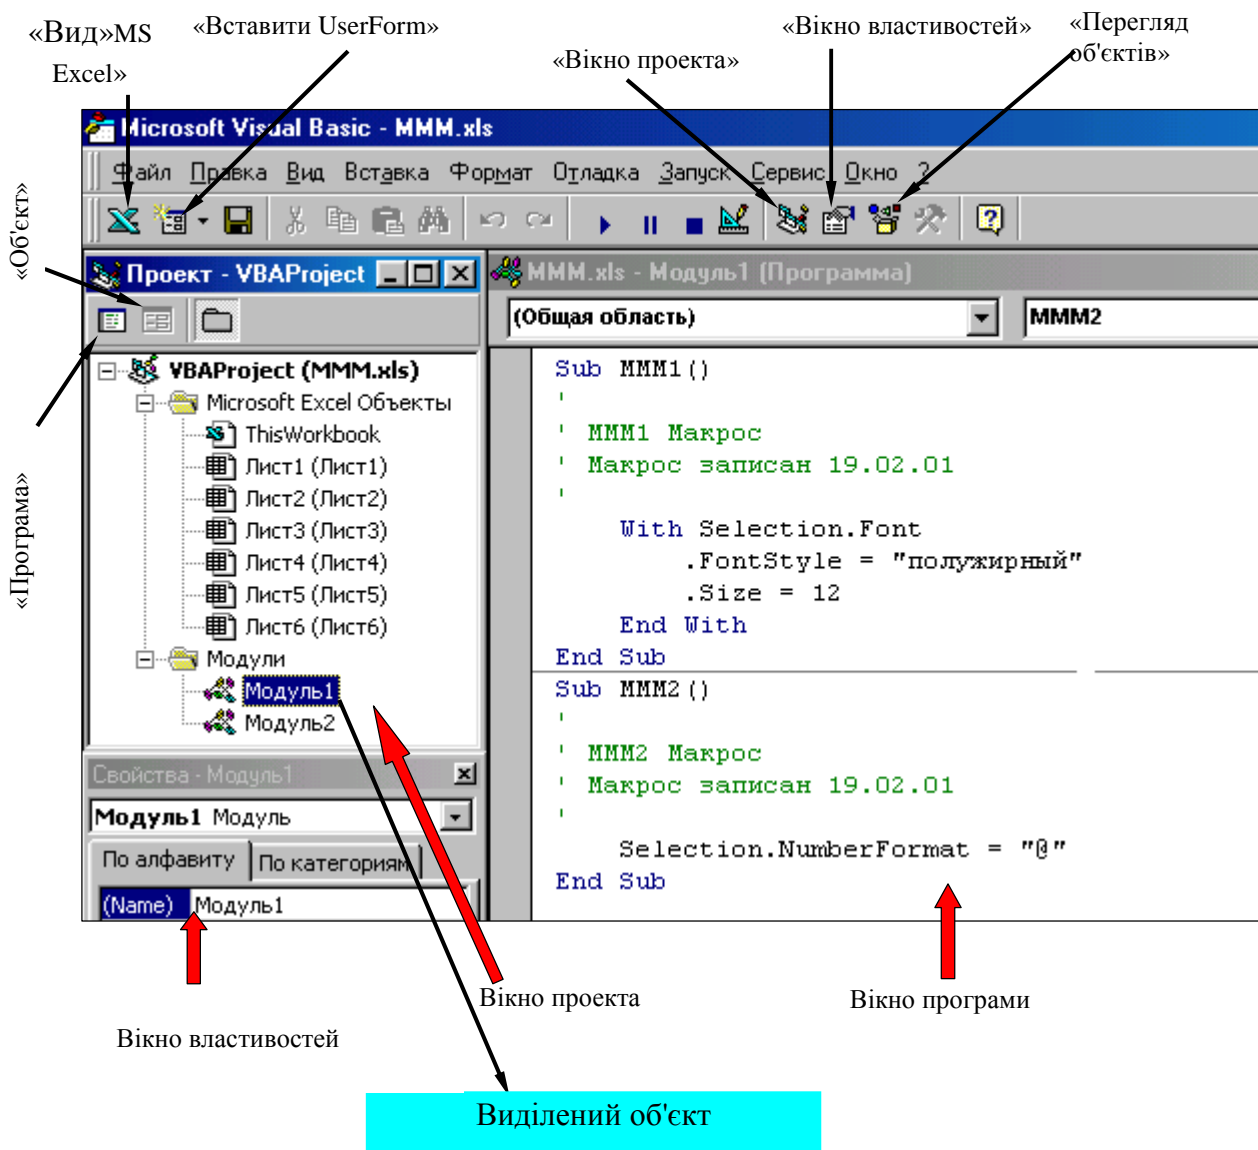 «Вид»MS
Excel»
«Вставити UserForm»
«Вікно проекта»
«Вікно властивостей»
«Перегляд
об'єктів»
«Об'єкт»
«Програма»
Microsoft Visual Basic - MMM.xls
Файл Правка Вид Вставка Формат Отладка Запуск Сервис Окно ?
Проект - VBAProject
VBAProject (MMM.xls)
Microsoft Excel Объекты
ThisWorkbook
Лист1 (Лист1)
Лист2 (Лист2)
Лист3 (Лист3)
Лист4 (Лист4)
Лист5 (Лист5)
Лист6 (Лист6)
Модули
Модуль1
Модуль2
Свойства - Модуль1
Модуль1 Модуль
По алфавиту По категориям
(Name) Модуль1
MMM.xls - Модуль1 (Программа)
(Общая область) MMM2
Sub MMM1()
'
' MMM1 Макрос
' Макрос записан 19.02.01
'
With Selection.Font
.FontStyle = "полужирный"
.Size = 12
End With
End Sub
Sub MMM2()
'
' MMM2 Макрос
' Макрос записан 19.02.01
'
Selection.NumberFormat = "@"
End Sub
Вікно проекта
Вікно програми
Вікно властивостей
Виділений об'єкт